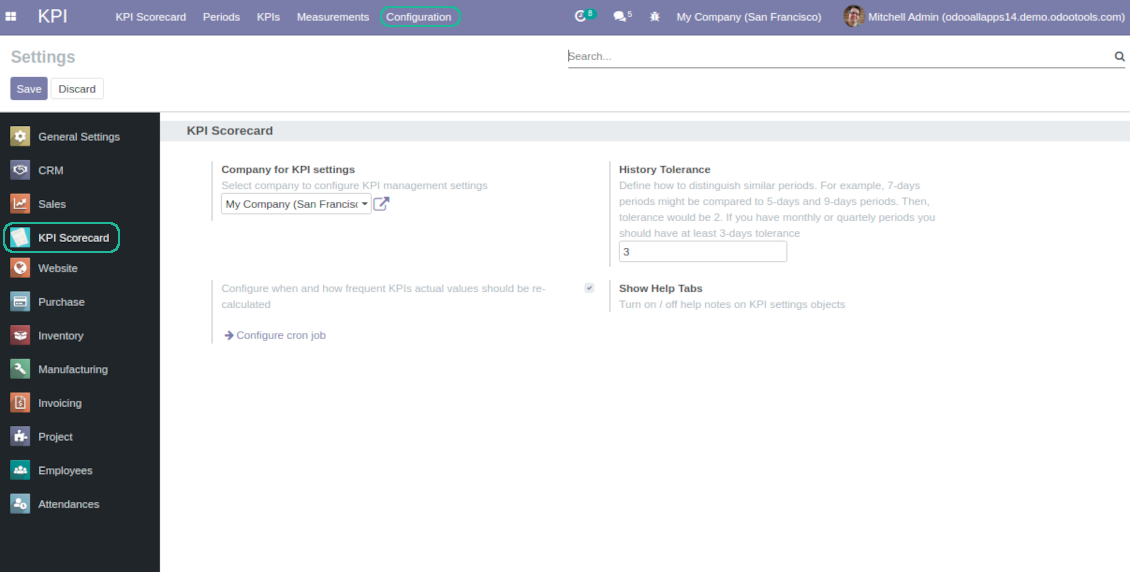 KPI KPI Scorecard Periods KPIs Measurements Configuration 8 5 My Company (San Francisco) Mitchell Admin (odooallapps14.demo.odootools.com)
Settings
Search...
Save Discard
General Settings
CRM
Sales
KPI Scorecard
Website
Purchase
Inventory
Manufacturing
Invoicing
Project
Employees
Attendances
KPI Scorecard
Company for KPI settings
Select company to configure KPI management settings
My Company (San Francisc
History Tolerance
Define how to distinguish similar periods. For example, 7-days
periods might be compared to 5-days and 9-days periods. Then,
tolerance would be 2. If you have monthly or quartely periods you
should have at least 3-days tolerance
3
Configure when and how frequent KPIs actual values should be re-
calculated
Configure cron job
Show Help Tabs
Turn on / off help notes on KPI settings objects